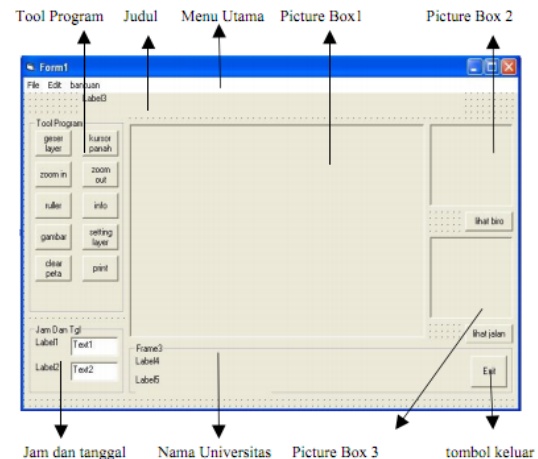 Tool Program Judul Menu Utama Picture Box1 Picture Box 2
Form1
File Edit bantuan
Label3
Tool Program
geser layer
kursor panah
zoom in
zoom out
ruller
info
gambar
setting layer
clear peta
print
lihat biro
lihat jalan
Jam Dan Tgl
Label1 Text1
Label2 Text2
Frame3
Label4
Label5
Exit
Jam dan tanggal Nama Universitas Picture Box 3 tombol keluar